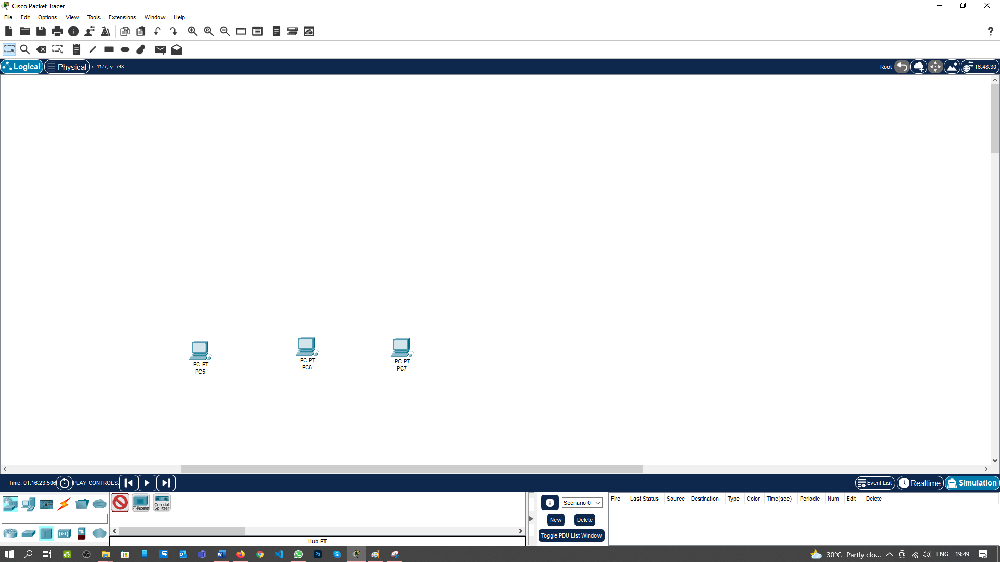 Cisco Packet Tracer
File Edit Options View Tools Extensions Window Help
Logical Physical x: 1177, y: 748 Root 16:48:30
PC-PT
PC5
PC-PT
PC6
PC-PT
PC7
Time: 01:16:23.506 PLAY CONTROLS: Event List Realtime Simulation
PT-Repeater Coaxial Splitter
Scenario 0
New Delete
Toggle PDU List Window
Fire Last Status Source Destination Type Color Time(sec) Periodic Num Edit Delete
Hub-PT
30°C Partly clo... ENG 19:49